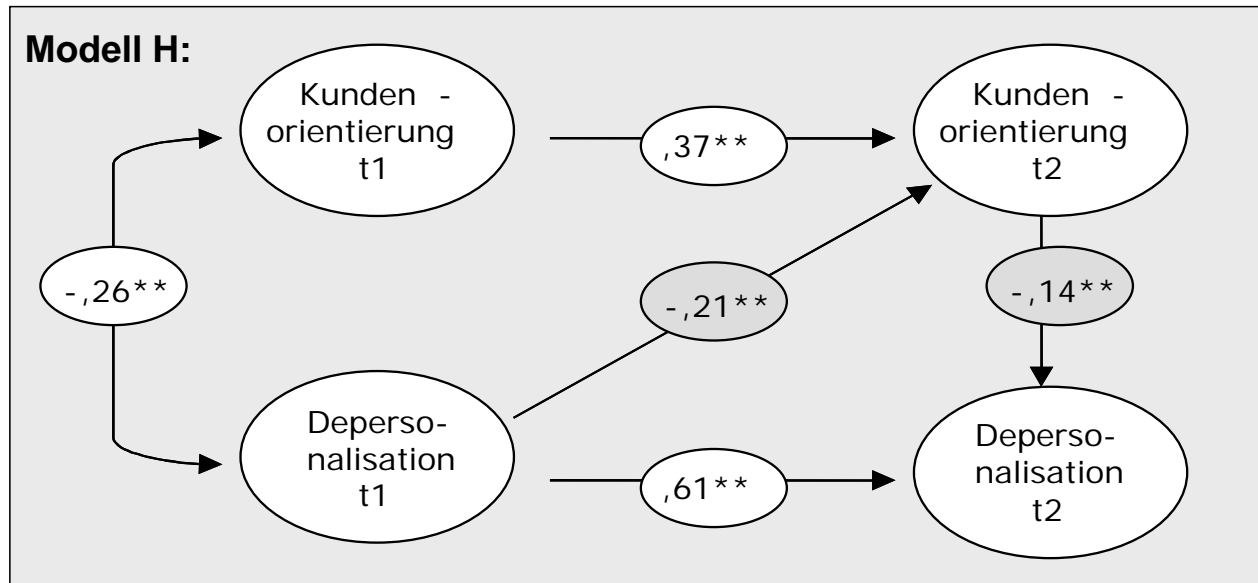 Modell H:
Kunden -
orientierung
t1
,37**
Kunden -
orientierung
t2
-,26**
-,21**
-,14**
Deperso-
nalisation
t1
,61**
Deperso-
nalisation
t2